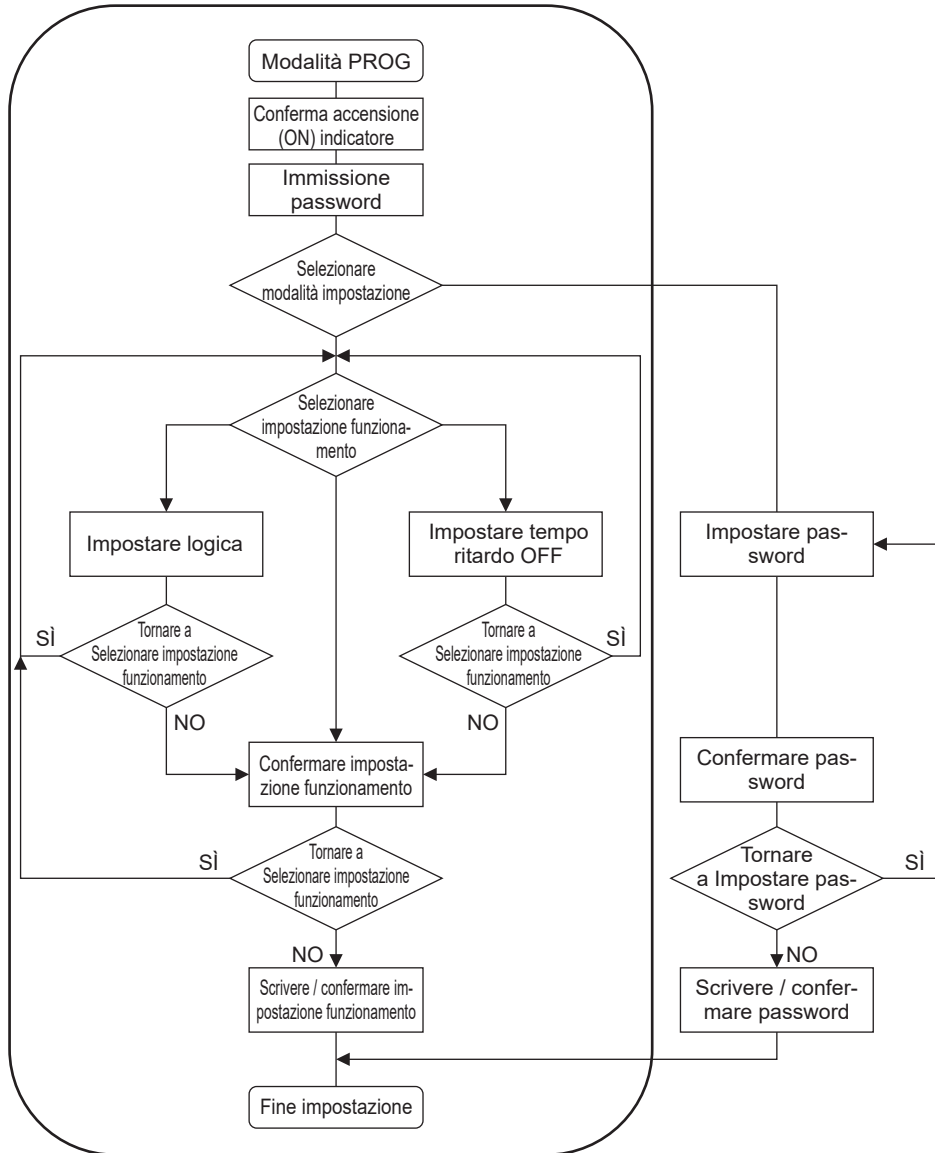 Modalità PROG
Conferma accensione
(ON) indicatore
Immissione
password
Selezionare
modalità impostazione
Selezionare
impostazione funziona-
mento
Impostare logica
Impostare tempo
ritardo OFF
Impostare pas-
sword
SÌ
Tornare a
Selezionare impostazione
funzionamento
NO
Tornare a
Selezionare impostazione
funzionamento
SÌ
NO
Confermare imposta-
zione funzionamento
Confermare pas-
sword
SÌ
Tornare a
Selezionare impostazione
funzionamento
NO
Tornare
a Impostare pas-
sword
SÌ
NO
Scrivere / confermare im-
postazione funzionamento
Scrivere / confer-
mare password
Fine impostazione